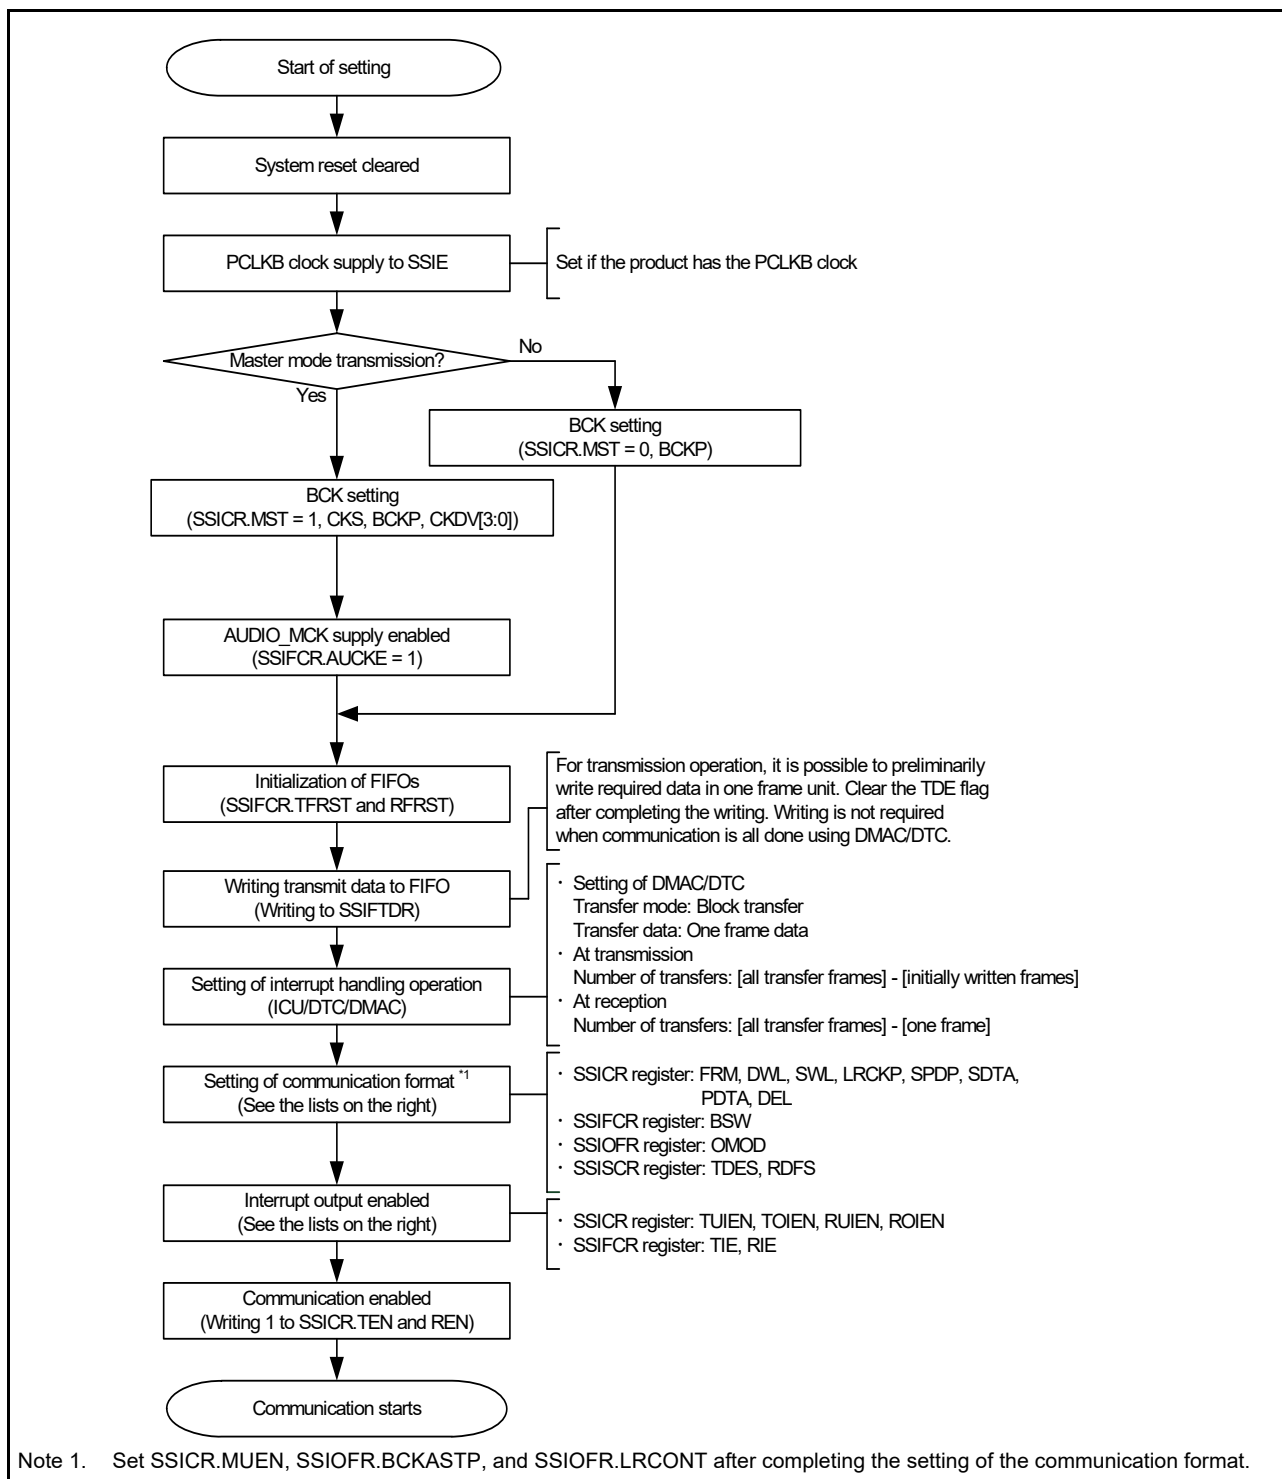 Start of setting
System reset cleared
PCLKB clock supply to SSIE
Set if the product has the PCLKB clock
Master mode transmission?
No
Yes
BCK setting
(SSICR.MST = 0, BCKP)
BCK setting
(SSICR.MST = 1, CKS, BCKP, CKDV[3:0])
AUDIO_MCK supply enabled
(SSIFCR.AUCKE = 1)
Initialization of FIFOs
(SSIFCR.TFRST and RFRST)
For transmission operation, it is possible to preliminarily
write required data in one frame unit. Clear the TDE flag
after completing the writing. Writing is not required
when communication is all done using DMAC/DTC.
Writing transmit data to FIFO
(Writing to SSIFTDR)
Setting of interrupt handling operation
(ICU/DTC/DMAC)
· Setting of DMAC/DTC
Transfer mode: Block transfer
Transfer data: One frame data
· At transmission
Number of transfers: [all transfer frames] - [initially written frames]
· At reception
Number of transfers: [all transfer frames] - [one frame]
Setting of communication format *1
(See the lists on the right)
· SSICR register: FRM, DWL, SWL, LRCKP, SPDP, SDTA,
PDTA, DEL
· SSIFCR register: BSW
· SSIOFR register: OMOD
· SSISCR register: TDES, RDFS
Interrupt output enabled
(See the lists on the right)
· SSICR register: TUIEN, TOIEN, RUIEN, ROIEN
· SSIFCR register: TIE, RIE
Communication enabled
(Writing 1 to SSICR.TEN and REN)
Communication starts
Note 1. Set SSICR.MUEN, SSIOFR.BCKASTP, and SSIOFR.LRCONT after completing the setting of the communication format.